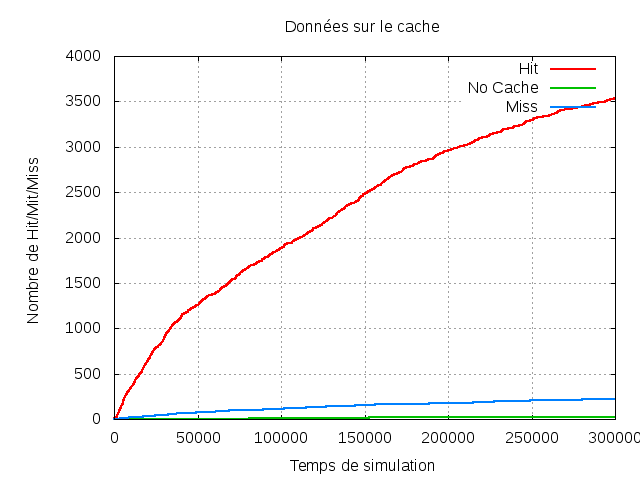 Données sur le cache
4000
3500
3000
2500
2000
1500
1000
500
0
Nombre de Hit/Mit/Miss
Hit
No Cache
Miss
0 50000 100000 150000 200000 250000 300000
Temps de simulation